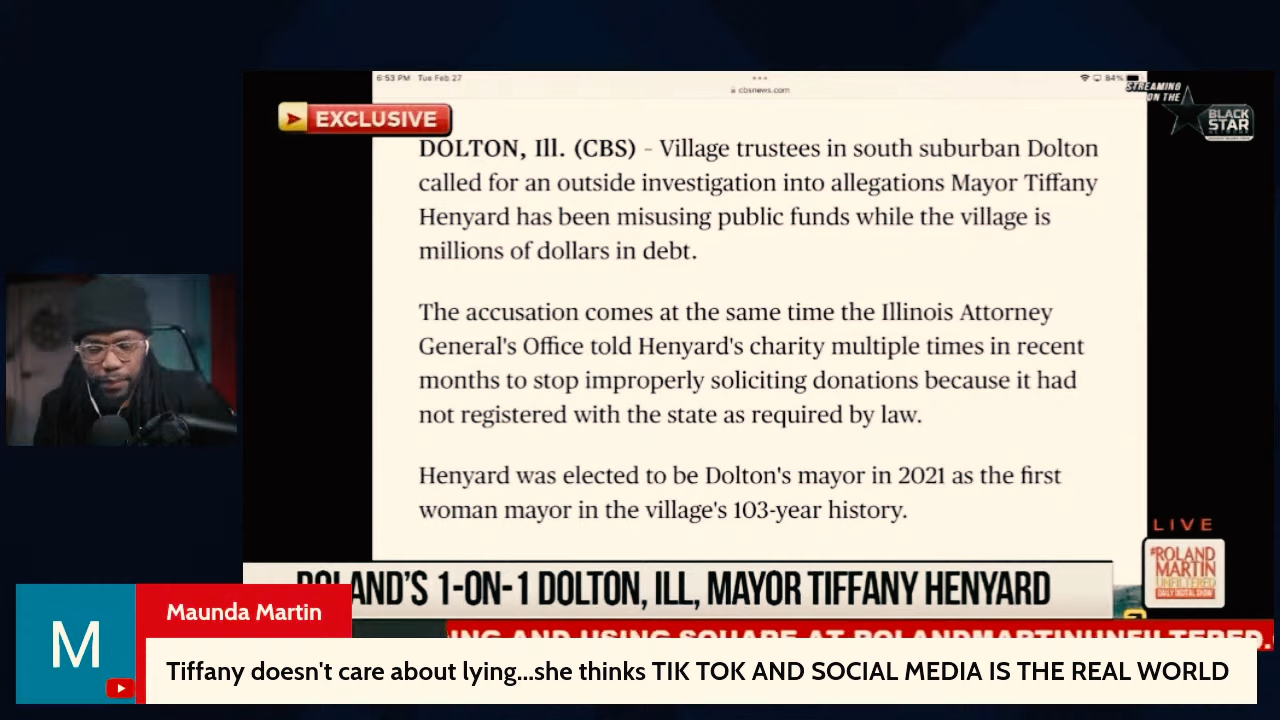 6:53 PM Tue Feb 27
cbsnews.com
84%
STREAMING
ON THE
BLACK
STAR
EXCLUSIVE
DOLTON, Ill. (CBS) - Village trustees in south suburban Dolton
called for an outside investigation into allegations Mayor Tiffany
Henyard has been misusing public funds while the village is
millions of dollars in debt.
The accusation comes at the same time the Illinois Attorney
General's Office told Henyard's charity multiple times in recent
months to stop improperly soliciting donations because it had
not registered with the state as required by law.
Henyard was elected to be Dolton's mayor in 2021 as the first
woman mayor in the village's 103-year history.
LIVE
#ROLAND
MARTIN
UNFILTERED
DAILY DIGITAL SHOW
ROLAND'S 1-ON-1 DOLTON, ILL, MAYOR TIFFANY HENYARD
ING AND USING SQUARE AT ROLANDMARTINUNFILTERED.
M
Maunda Martin
Tiffany doesn't care about lying...she thinks TIK TOK AND SOCIAL MEDIA IS THE REAL WORLD